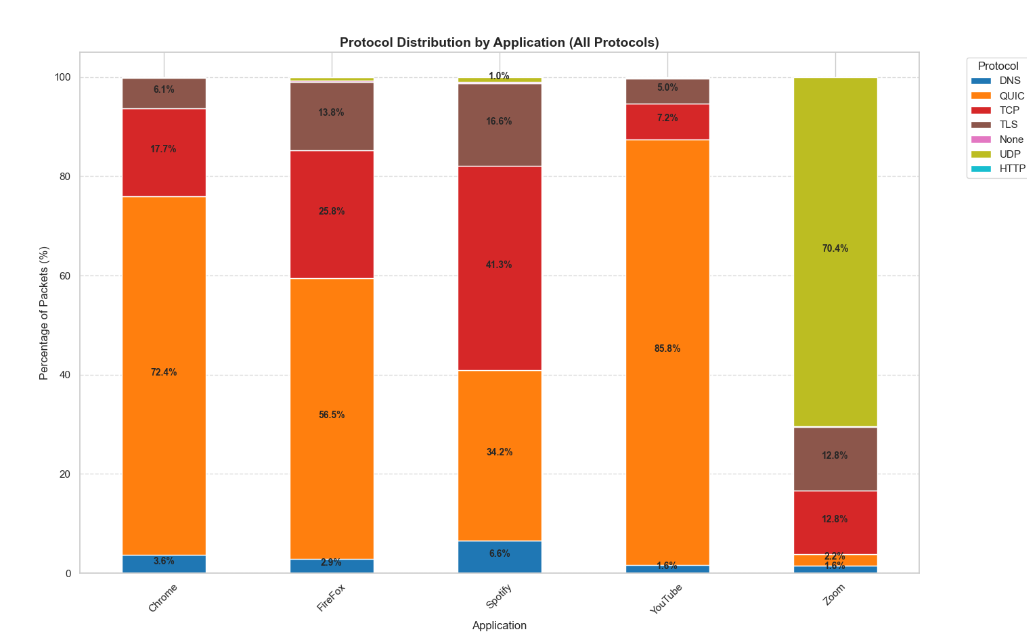 Protocol Distribution by Application (All Protocols)
Protocol
DNS
QUIC
TCP
TLS
None
UDP
HTTP
Percentage of Packets (%)
100
80
60
40
20
0
6.1%
17.7%
72.4%
3.6%
13.8%
25.8%
56.5%
2.9%
1.0%
16.6%
41.3%
34.2%
6.6%
5.0%
7.2%
85.8%
1.6%
70.4%
12.8%
12.8%
2.2%
1.6%
Chrome
FireFox
Spotify
YouTube
Zoom
Application